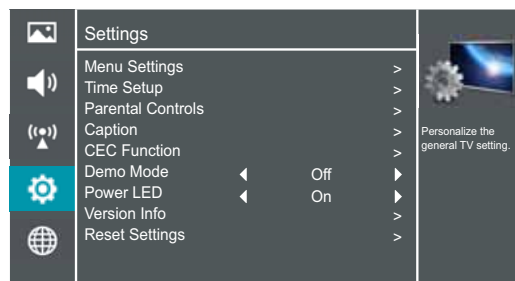 Settings
Menu Settings >
Time Setup >
Parental Controls >
Caption >
CEC Function >
Demo Mode Off
Power LED On
Version Info >
Reset Settings >
Personalize the
general TV setting.